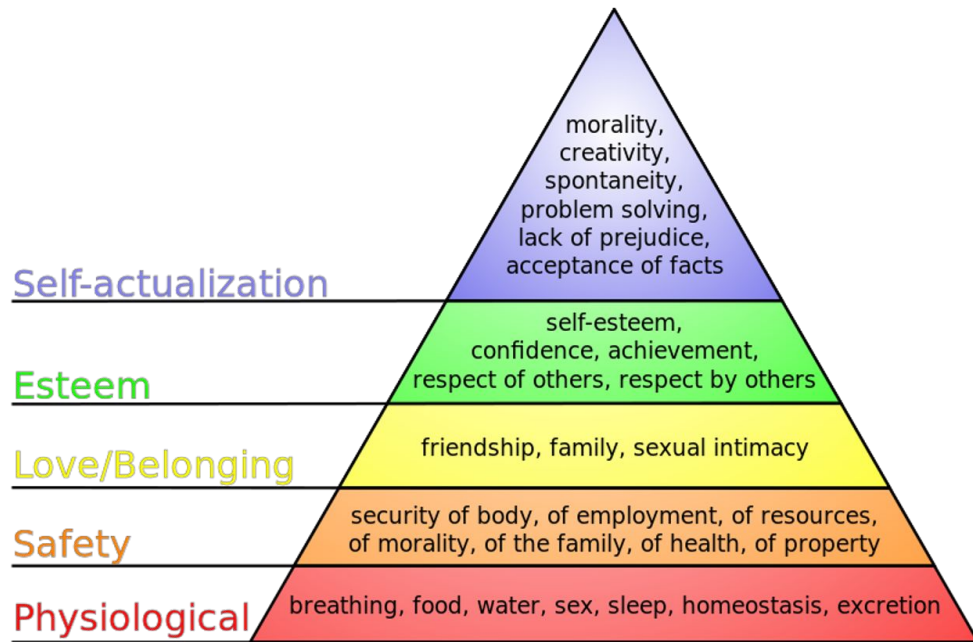 morality,
creativity,
spontaneity,
problem solving,
lack of prejudice,
acceptance of facts
Self-actualization
self-esteem,
confidence, achievement,
respect of others, respect by others
Esteem
friendship, family, sexual intimacy
Love/Belonging
security of body, of employment, of resources,
of morality, of the family, of health, of property
Safety
breathing, food, water, sex, sleep, homeostasis, excretion
Physiological